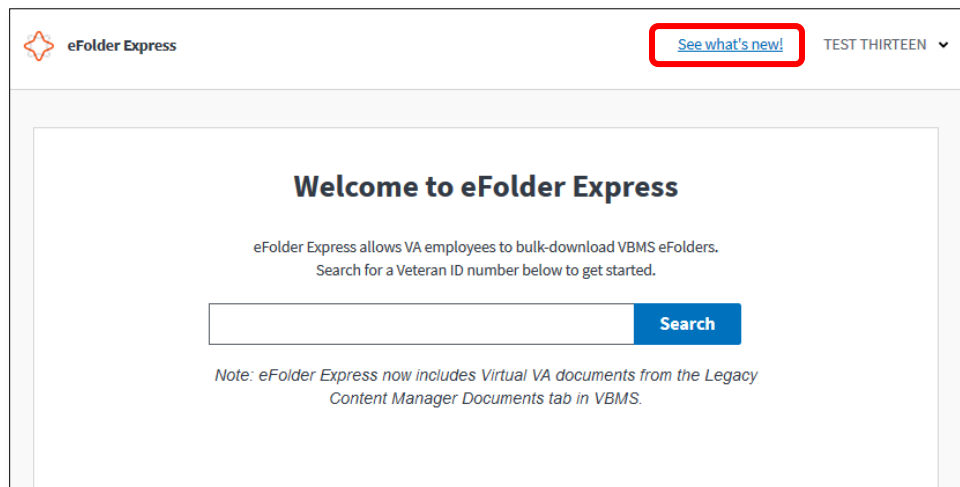 eFolder Express
See what's new!
TEST THIRTEEN
Welcome to eFolder Express
eFolder Express allows VA employees to bulk-download VBMS eFolders.
Search for a Veteran ID number below to get started.
Search
Note: eFolder Express now includes Virtual VA documents from the Legacy
Content Manager Documents tab in VBMS.